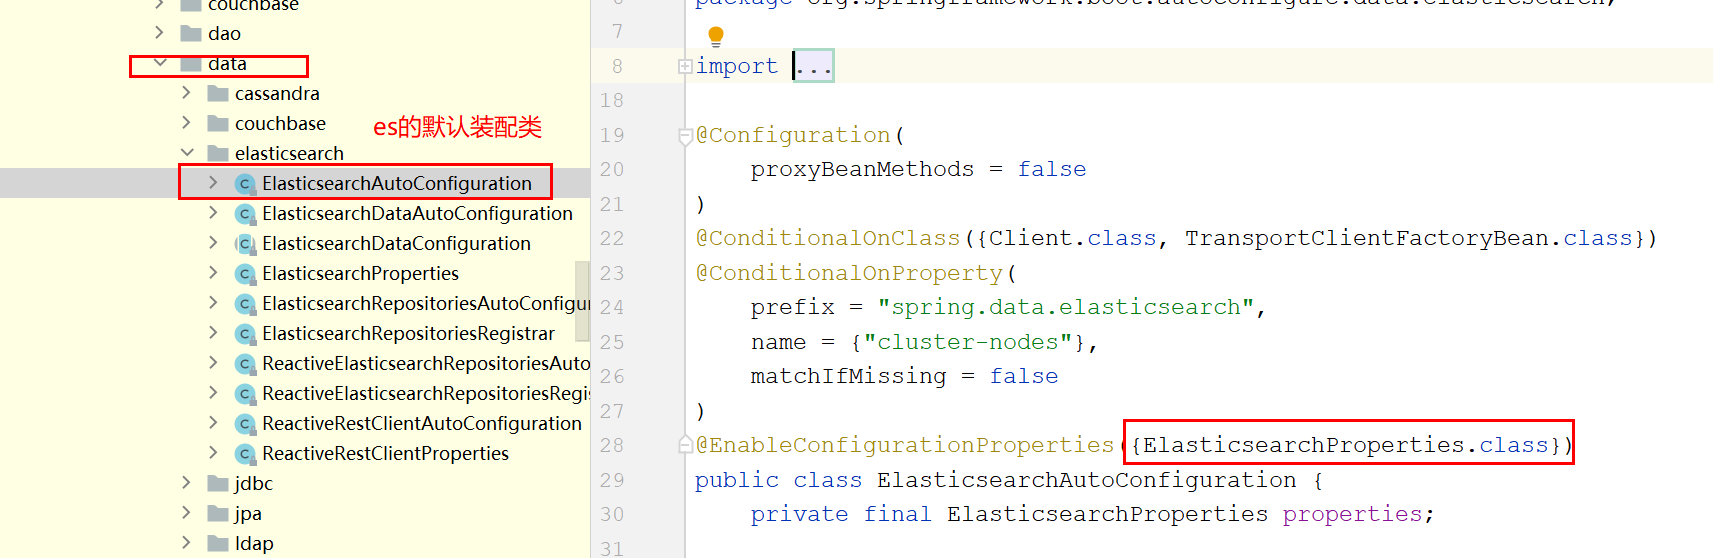 couchbase
dao
data
cassandra
couchbase
es的默认装配类
elasticsearch
ElasticsearchAutoConfiguration
ElasticsearchDataAutoConfiguration
ElasticsearchDataConfiguration
ElasticsearchProperties
ElasticsearchRepositoriesAutoConfigu
ElasticsearchRepositoriesRegistrar
ReactiveElasticsearchRepositoriesAuto
ReactiveElasticsearchRepositoriesRegis
ReactiveRestClientAutoConfiguration
ReactiveRestClientProperties
jdbc
jpa
ldap
package org.springframework.boot.autoconfigure.data.elasticsearch;
7
8 import ...
18
19 @Configuration(
20 proxyBeanMethods = false
21 )
22 @ConditionalOnClass({Client.class, TransportClientFactoryBean.class})
23 @ConditionalOnProperty(
24 prefix = "spring.data.elasticsearch",
25 name = {"cluster-nodes"},
26 matchIfMissing = false
27 )
28 @EnableConfigurationProperties({ElasticsearchProperties.class})
29 public class ElasticsearchAutoConfiguration {
30 private final ElasticsearchProperties properties;
31